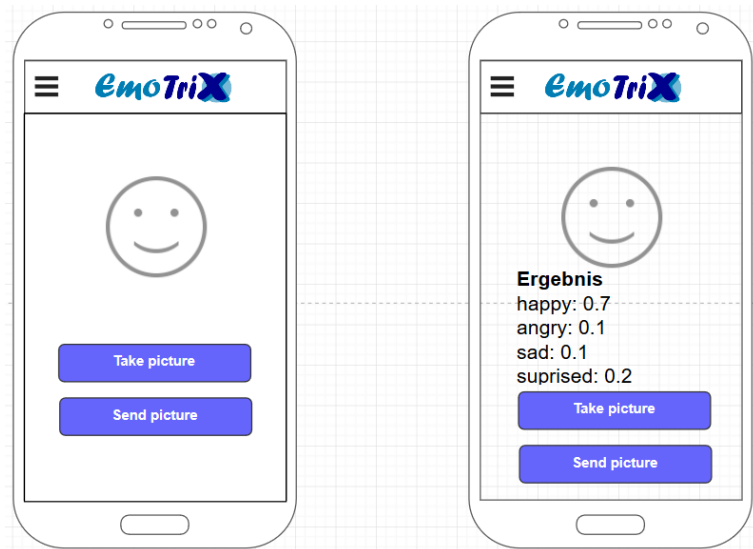 EmoTriX
Take picture
Send picture
EmoTriX
Ergebnis
happy: 0.7
angry: 0.1
sad: 0.1
suprised: 0.2
Take picture
Send picture